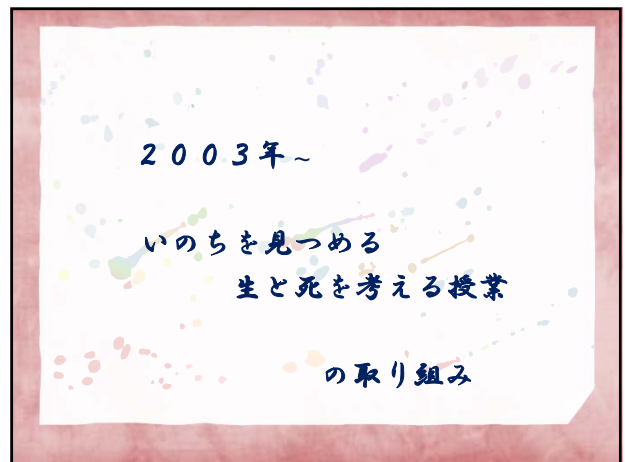 ２００３年～
いのちを見つめる
生と死を考える授業
の取り組み